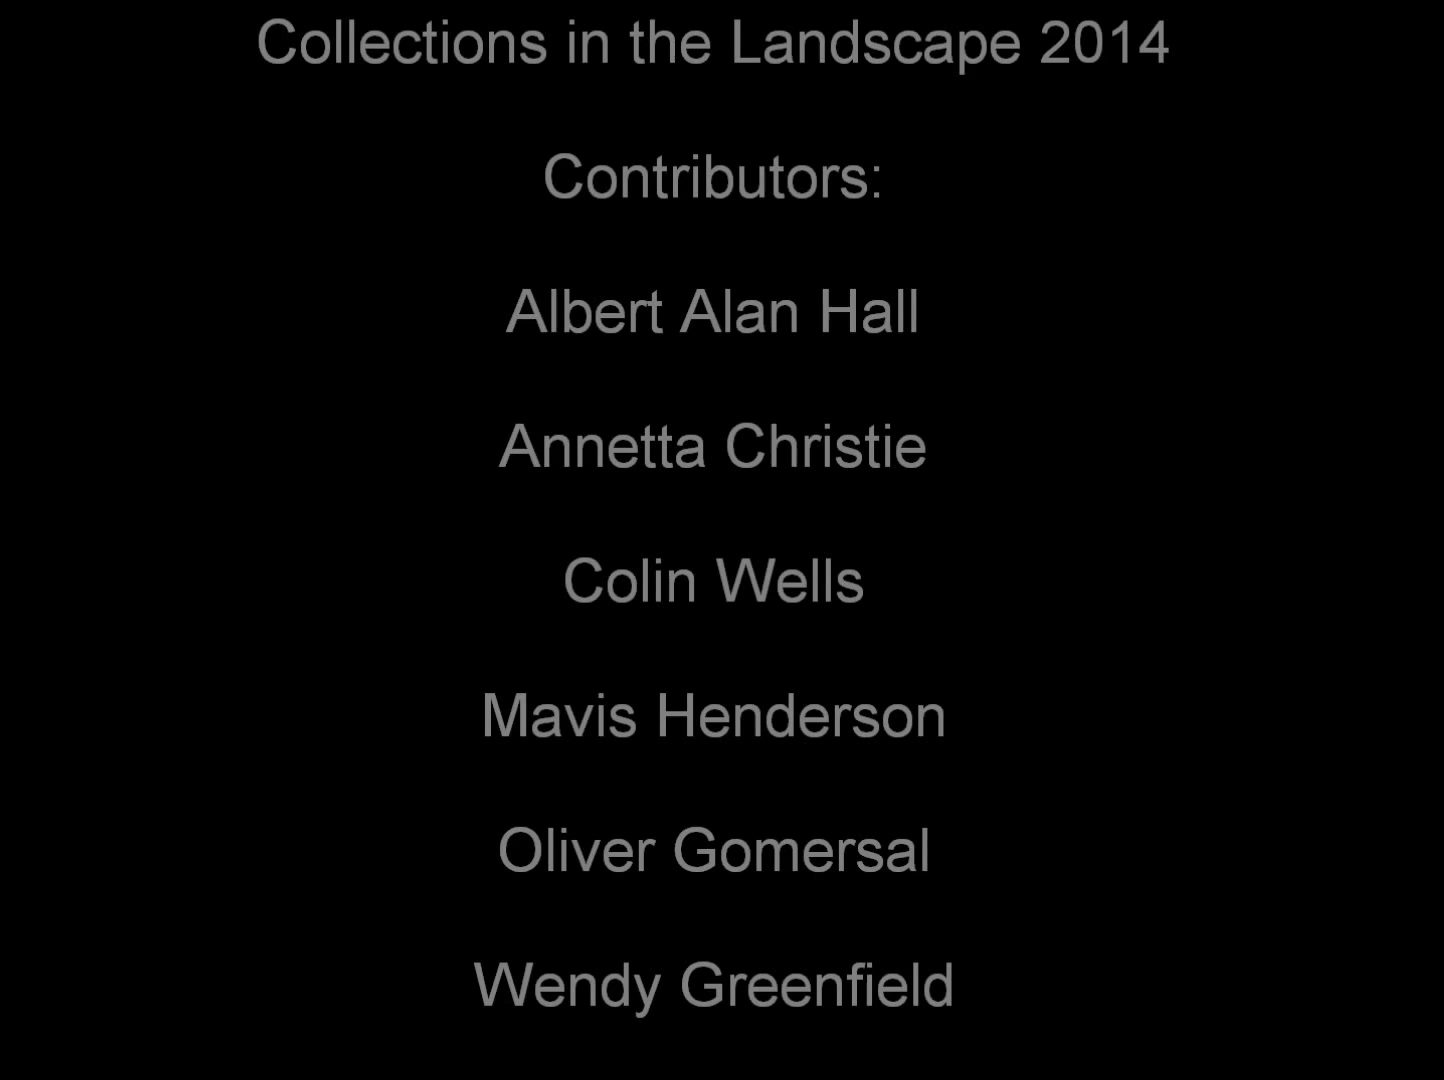 Collections in the Landscape 2014
Contributors:
Albert Alan Hall
Annetta Christie
Colin Wells
Mavis Henderson
Oliver Gomersal
Wendy Greenfield